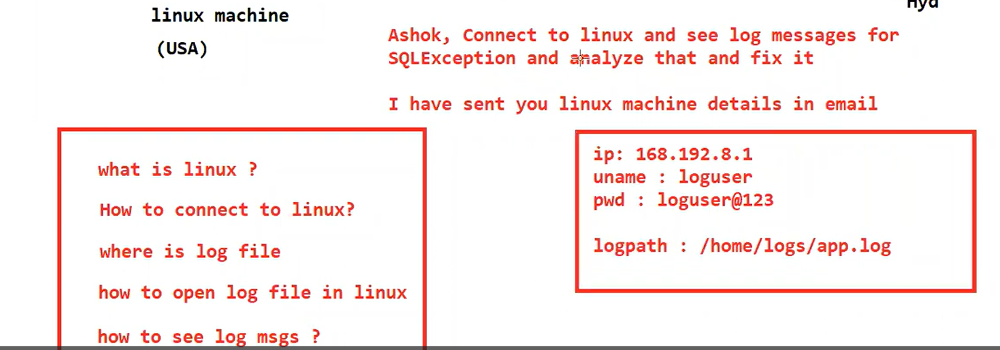 linux machine
(USA)
Hyd
Ashok, Connect to linux and see log messages for
SQLException and analyze that and fix it
I have sent you linux machine details in email
what is linux ?
How to connect to linux?
where is log file
how to open log file in linux
how to see log msgs ?
ip: 168.192.8.1
uname : loguser
pwd : loguser@123
logpath : /home/logs/app.log